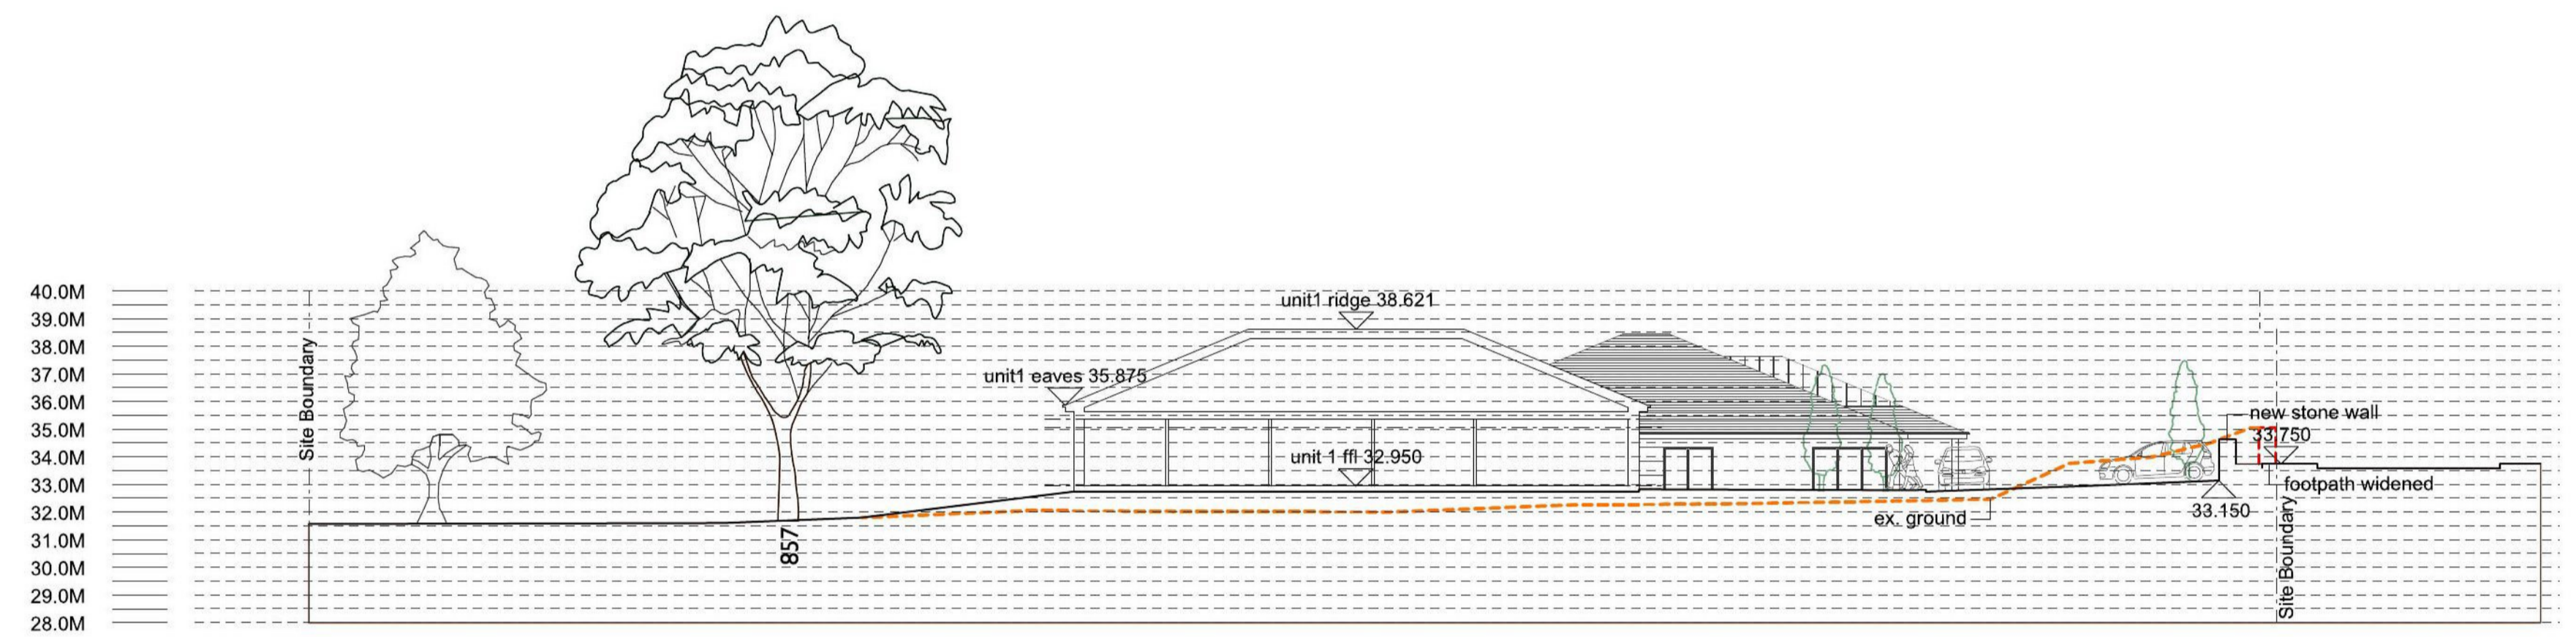 40.0M
39.0M
38.0M
37.0M
36.0M
35.0M
34.0M
33.0M
32.0M
31.0M
30.0M
29.0M
28.0M
Site Boundary
857
unit1 eaves 35.875
unit1 ridge 38.621
unit 1 ffl 32.950
ex. ground
new stone wall
33.750
footpath widened
33.150
Site Boundary